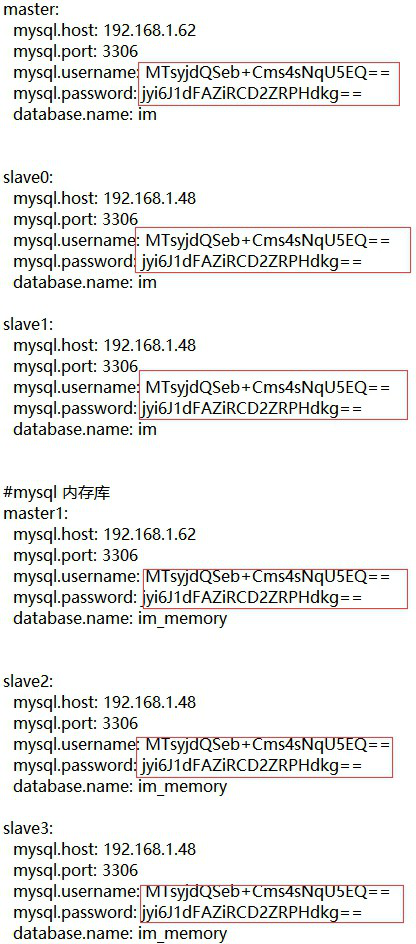 master:
mysql.host: 192.168.1.62
mysql.port: 3306
mysql.username: MTsyjdQSeb+Cms4sNqU5EQ==
mysql.password: jyi6J1dFAZiRCD2ZRPHdkg==
database.name: im
slave0:
mysql.host: 192.168.1.48
mysql.port: 3306
mysql.username: MTsyjdQSeb+Cms4sNqU5EQ==
mysql.password: jyi6J1dFAZiRCD2ZRPHdkg==
database.name: im
slave1:
mysql.host: 192.168.1.48
mysql.port: 3306
mysql.username: MTsyjdQSeb+Cms4sNqU5EQ==
mysql.password: jyi6J1dFAZiRCD2ZRPHdkg==
database.name: im
#mysql 内存库
master1:
mysql.host: 192.168.1.62
mysql.port: 3306
mysql.username: MTsyjdQSeb+Cms4sNqU5EQ==
mysql.password: jyi6J1dFAZiRCD2ZRPHdkg==
database.name: im_memory
slave2:
mysql.host: 192.168.1.48
mysql.port: 3306
mysql.username: MTsyjdQSeb+Cms4sNqU5EQ==
mysql.password: jyi6J1dFAZiRCD2ZRPHdkg==
database.name: im_memory
slave3:
mysql.host: 192.168.1.48
mysql.port: 3306
mysql.username: MTsyjdQSeb+Cms4sNqU5EQ==
mysql.password: jyi6J1dFAZiRCD2ZRPHdkg==
database.name: im_memory